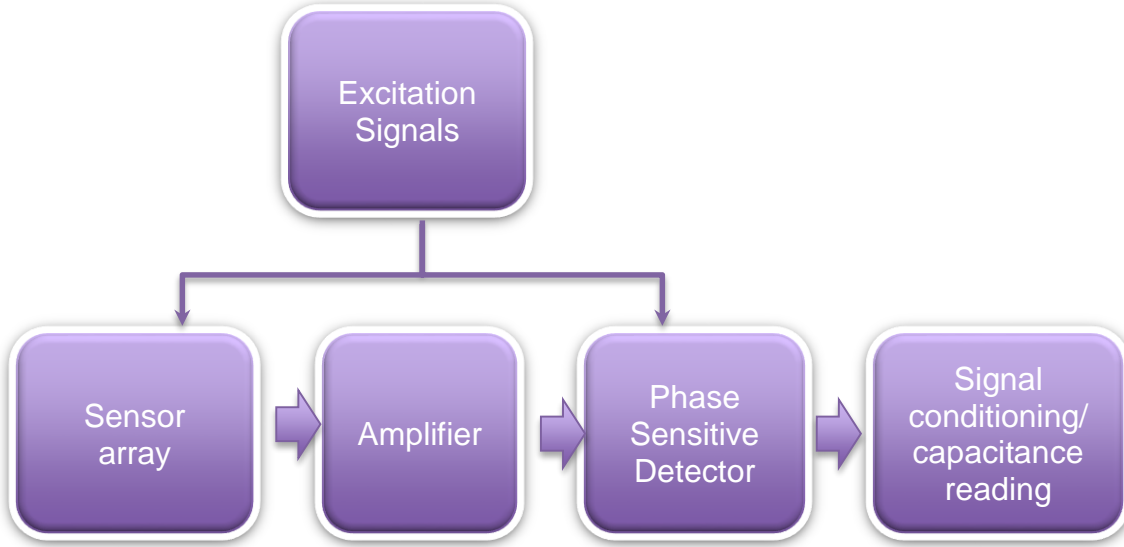 Excitation
Signals
Sensor
array
Amplifier
Phase
Sensitive
Detector
Signal
conditioning/
capacitance
reading